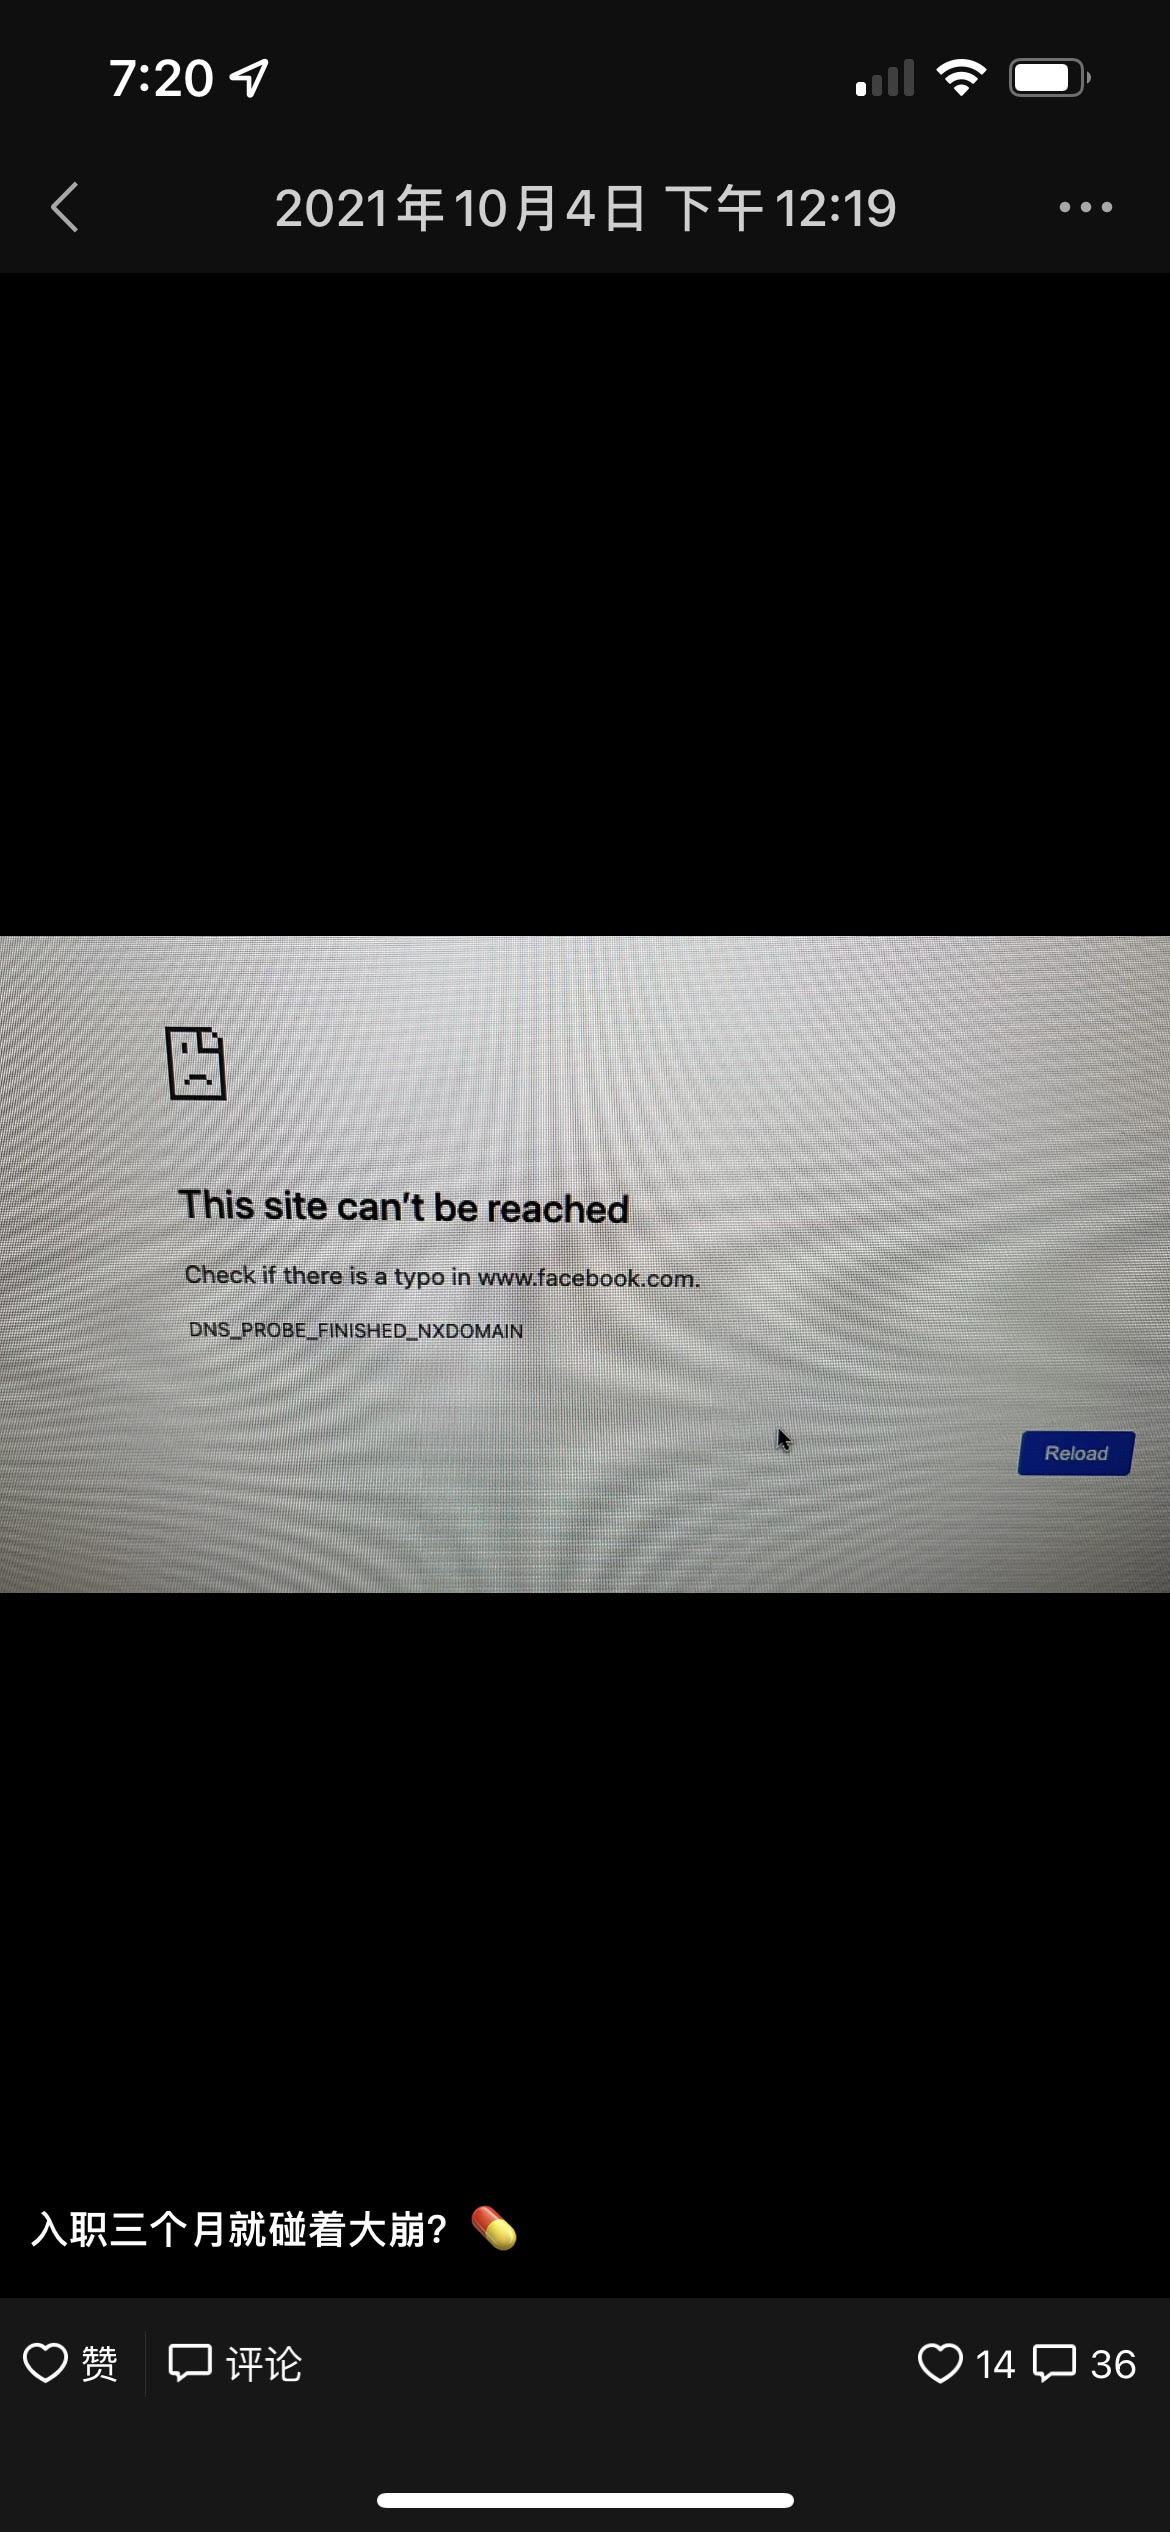 7:20
2021年10月4日 下午12:19
This site can't be reached
Check if there is a typo in www.facebook.com.
DNS_PROBE_FINISHED_NXDOMAIN
Reload
入职三个月就碰着大崩? 💊
赞
评论
14
36